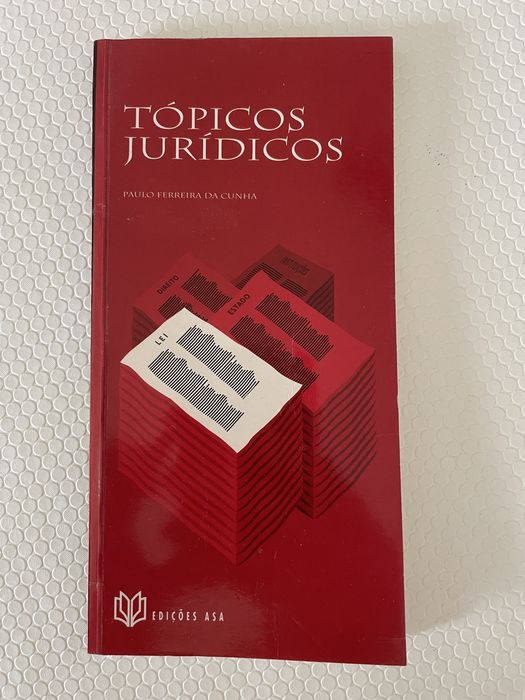 TÓPICOS
JURÍDICOS
PAULO FERREIRA DA CUNHA
DIREITO
ESTADO
LEI
EDIÇÕES ASA